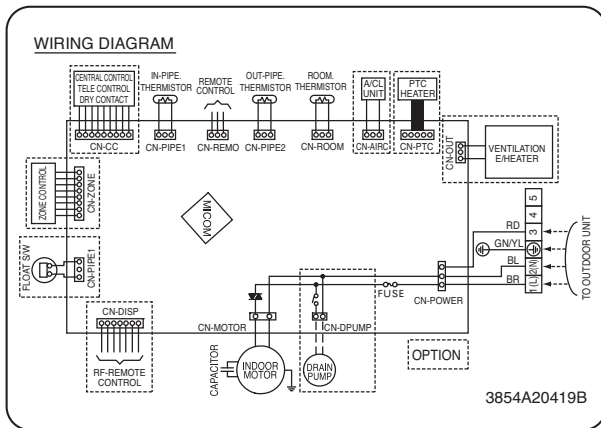 WIRING DIAGRAM
CENTRAL CONTROL
TELE CONTROL
DRY CONTACT
CN-CC
IN-PIPE.
THERMISTOR
CN-PIPE1
REMOTE
CONTROL
CN-REMO
OUT-PIPE.
THERMISTOR
CN-PIPE2
ROOM.
THERMISTOR
CN-ROOM
A/CL
UNIT
CN-AIRC
PTC
HEATER
CN-PTC
CN-OUT
VENTILATION
E/HEATER
ZONE CONTROL
CN-ZONE
MICOM
FLOAT S/W
CN-PIPE1
RD
GN/YL
BL
BR
5
4
3
2(N)
1(L)
TO OUTDOOR UNIT
FUSE
CN-POWER
CN-DISP
RF-REMOTE
CONTROL
CN-MOTOR
CN-DPUMP
CAPACITOR
INDOOR
MOTOR
DRAIN
PUMP
OPTION
3854A20419B